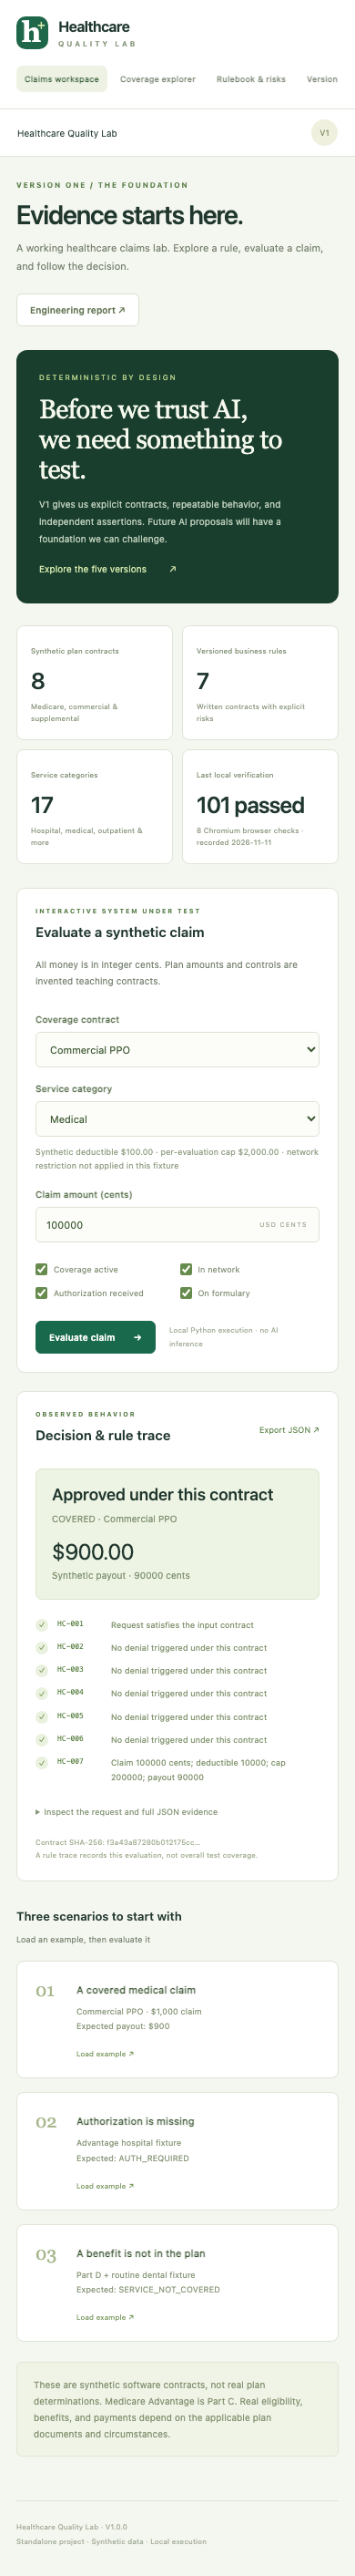 h+
Healthcare
QUALITY LAB
Claims workspace
Coverage explorer
Rulebook & risks
Version
Healthcare Quality Lab
V1
VERSION ONE / THE FOUNDATION
Evidence starts here.
A working healthcare claims lab. Explore a rule, evaluate a claim,
and follow the decision.
Engineering report ↗
DETERMINISTIC BY DESIGN
Before we trust AI,
we need something to
test.
V1 gives us explicit contracts, repeatable behavior, and
independent assertions. Future AI proposals will have a
foundation we can challenge.
Explore the five versions ↗
Synthetic plan contracts
8
Medicare, commercial &
supplemental
Versioned business rules
7
Written contracts with explicit
risks
Service categories
17
Hospital, medical, outpatient &
more
Last local verification
101 passed
8 Chromium browser checks ·
recorded 2026-11-11
INTERACTIVE SYSTEM UNDER TEST
Evaluate a synthetic claim
All money is in integer cents. Plan amounts and controls are
invented teaching contracts.
Coverage contract
Commercial PPO
Service category
Medical
Synthetic deductible $100.00 · per-evaluation cap $2,000.00 · network
restriction not applied in this fixture
Claim amount (cents)
100000 USD CENTS
Coverage active
In network
Authorization received
On formulary
Evaluate claim →
Local Python execution · no AI
inference
OBSERVED BEHAVIOR
Decision & rule trace
Export JSON ↗
Approved under this contract
COVERED · Commercial PPO
$900.00
Synthetic payout · 90000 cents
HC-001 Request satisfies the input contract
HC-002 No denial triggered under this contract
HC-003 No denial triggered under this contract
HC-004 No denial triggered under this contract
HC-005 No denial triggered under this contract
HC-006 No denial triggered under this contract
HC-007 Claim 100000 cents; deductible 10000; cap
200000; payout 90000
Inspect the request and full JSON evidence
Contract SHA-256: f3a43a87280b012175cc…
A rule trace records this evaluation, not overall test coverage.
Three scenarios to start with
Load an example, then evaluate it
01
A covered medical claim
Commercial PPO · $1,000 claim
Expected payout: $900
Load example ↗
02
Authorization is missing
Advantage hospital fixture
Expected: AUTH_REQUIRED
Load example ↗
03
A benefit is not in the plan
Part D + routine dental fixture
Expected: SERVICE_NOT_COVERED
Load example ↗
These are synthetic software contracts, not real plan
determinations. Medicare Advantage is Part C. Real eligibility,
benefits, and payments depend on the applicable plan
documents and circumstances.
Healthcare Quality Lab · V1.0.0
Standalone project · Synthetic data · Local execution